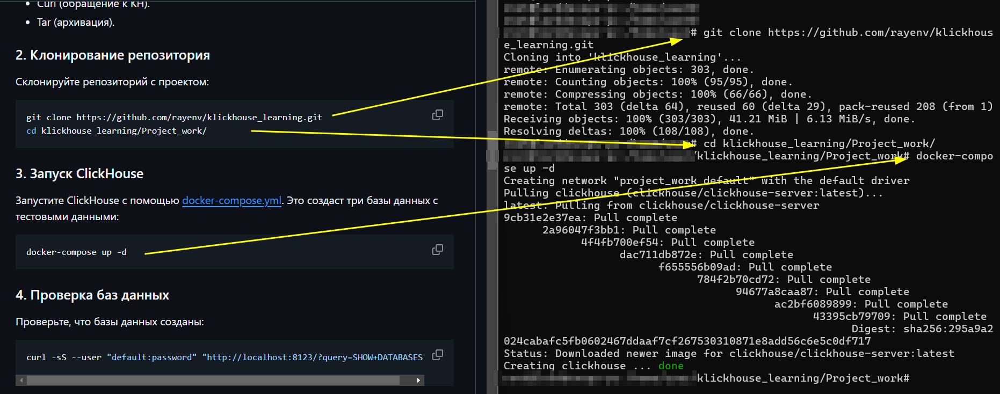 Curl (обращение к КН).
Tar (архивация).
2. Клонирование репозитория
Склонируйте репозиторий с проектом:
git clone https://github.com/rayenv/klickhouse_learning.git
cd klickhouse_learning/Project_work/
3. Запуск ClickHouse
Запустите ClickHouse с помощью docker-compose.yml. Это создаст три базы данных с
тестовыми данными:
docker-compose up -d
4. Проверка баз данных
Проверьте, что базы данных созданы:
curl -sS --user "default:password" "http://localhost:8123/?query=SHOW+DATABASES"
# git clone https://github.com/rayenv/klickhous
e_learning.git
Cloning into 'klickhouse_learning'...
remote: Enumerating objects: 303, done.
remote: Counting objects: 100% (95/95), done.
remote: Compressing objects: 100% (66/66), done.
remote: Total 303 (delta 64), reused 60 (delta 29), pack-reused 208 (from 1)
Receiving objects: 100% (303/303), 41.21 MiB | 6.13 MiB/s, done.
Resolving deltas: 100% (108/108), done.
# cd klickhouse_learning/Project_work/
/klickhouse_learning/Project_work# docker-compo
se up -d
Creating network "project_work_default" with the default driver
Pulling clickhouse (clickhouse/clickhouse-server:latest)...
latest: Pulling from clickhouse/clickhouse-server
9cb31e2e37ea: Pull complete
2a96047f3bb1: Pull complete
4f4fb700ef54: Pull complete
dac711db872e: Pull complete
f655556b09ad: Pull complete
784f2b70cd72: Pull complete
94677a8caa87: Pull complete
ac2bf6089899: Pull complete
43395cb79709: Pull complete
Digest: sha256:295a9a2
024cabafc5fb0602467ddaaf7cf267530310871e8add56c6e5c0df717
Status: Downloaded newer image for clickhouse/clickhouse-server:latest
Creating clickhouse ... done
klickhouse_learning/Project_work#